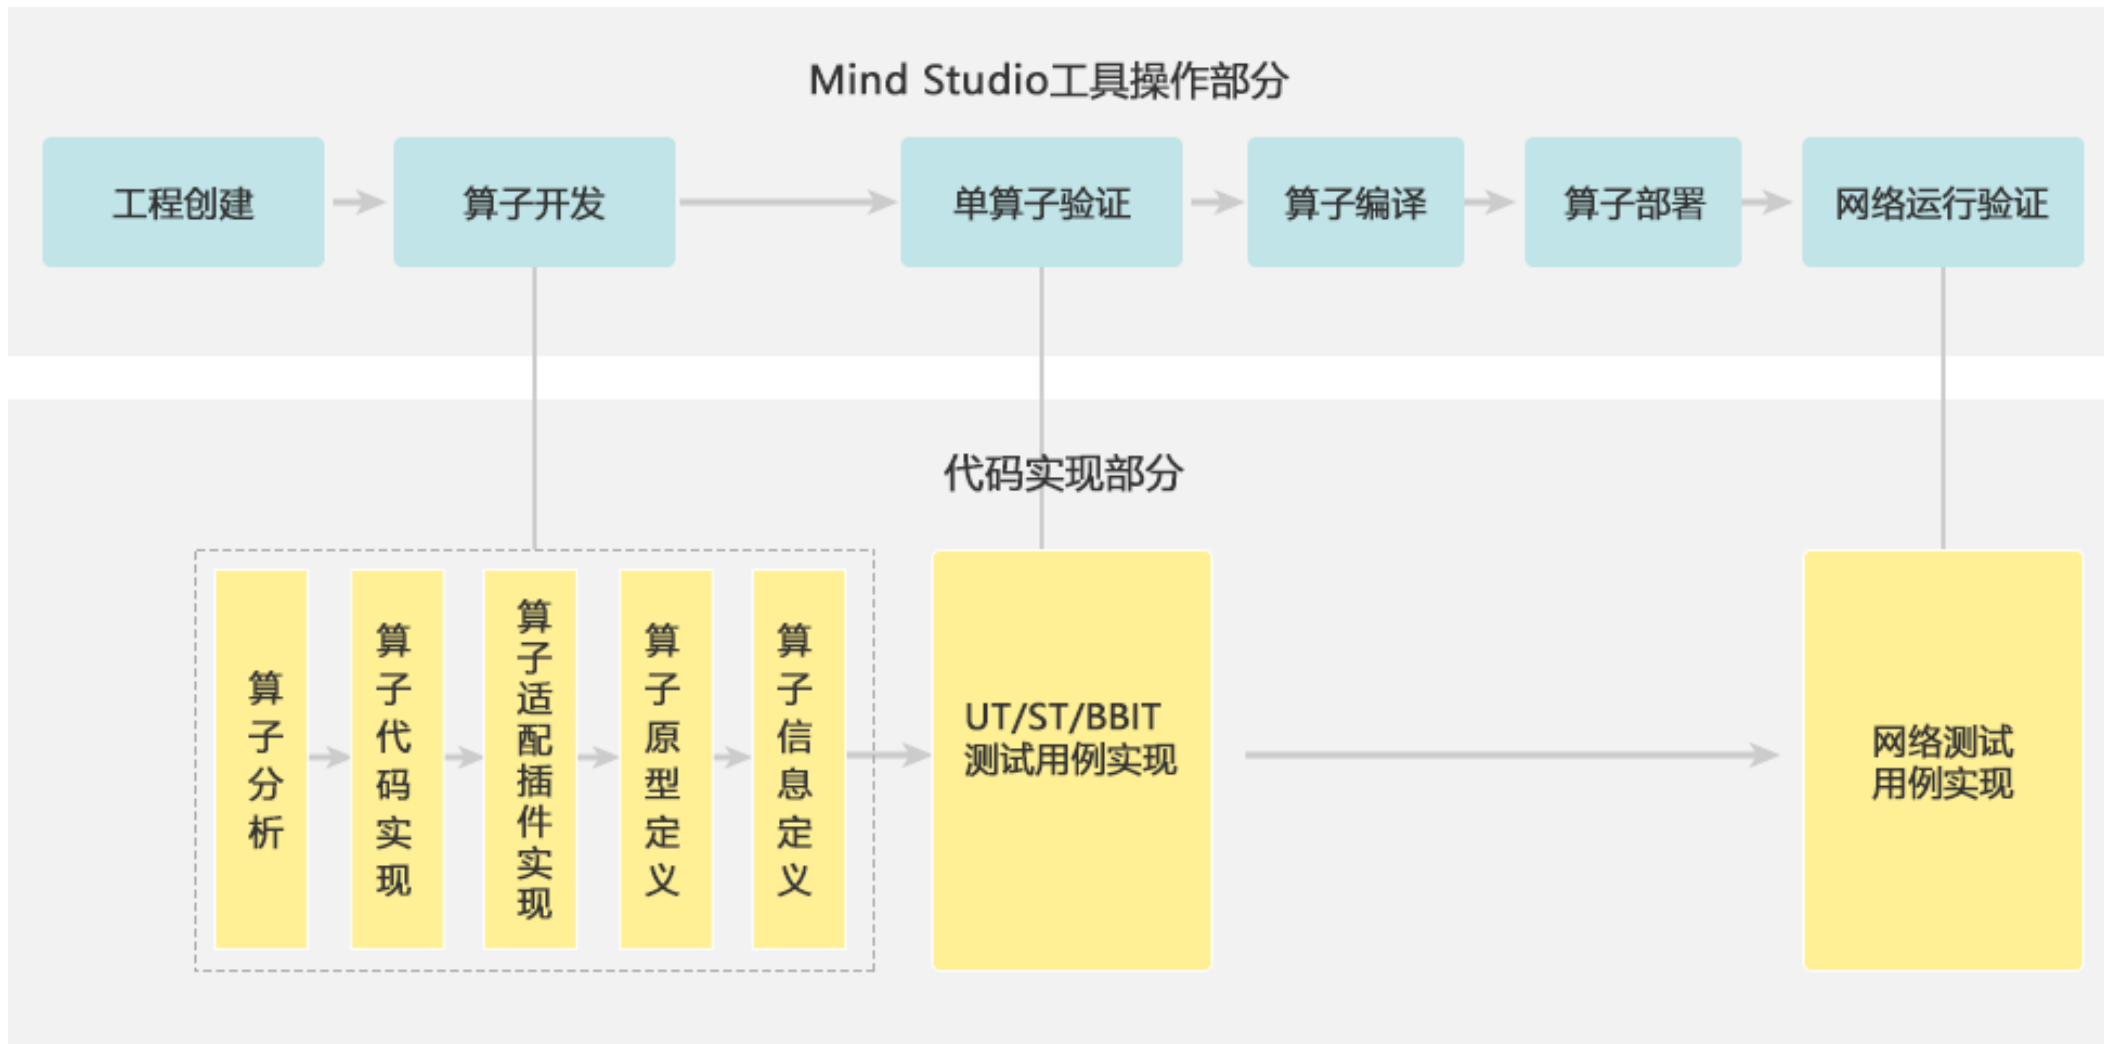 Mind Studio工具操作部分
工程创建
算子开发
单算子验证
算子编译
算子部署
网络运行验证
代码实现部分
算子分析
算子代码实现
算子适配插件实现
算子原型定义
算子信息定义
UT/ST/BBIT
测试用例实现
网络测试
用例实现